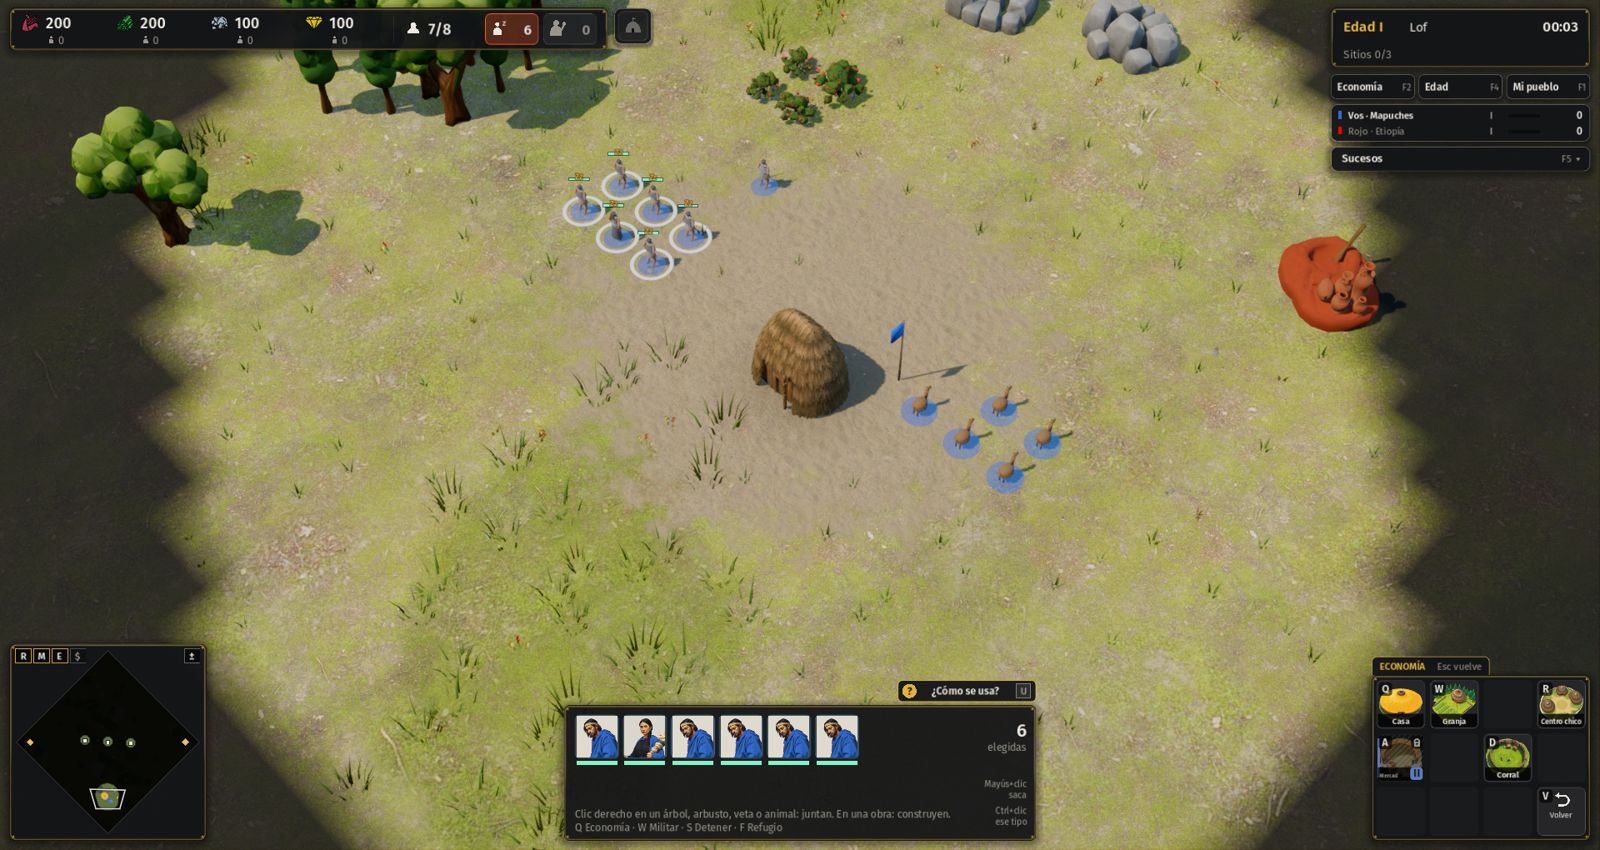 200 200 100 100 7/8 z 6 0
0 0 0 0
Edad I Lof 00:03
Sitios 0/3
Economía F2 Edad F4 Mi pueblo F1
Vos · Mapuches I 0
Rojo · Etiopía I 0
Sucesos F5
R M E $ ±
? ¿Cómo se usa? U
6
elegidas
Mayús+clic
saca
Ctrl+clic
ese tipo
Clic derecho en un árbol, arbusto, veta o animal: juntan. En una obra: construyen.
Q Economía · W Militar · S Detener · F Refugio
ECONOMÍA Esc vuelve
Q W R
Casa Granja Centro chico
A D
Mercad II Corral
V
Volver